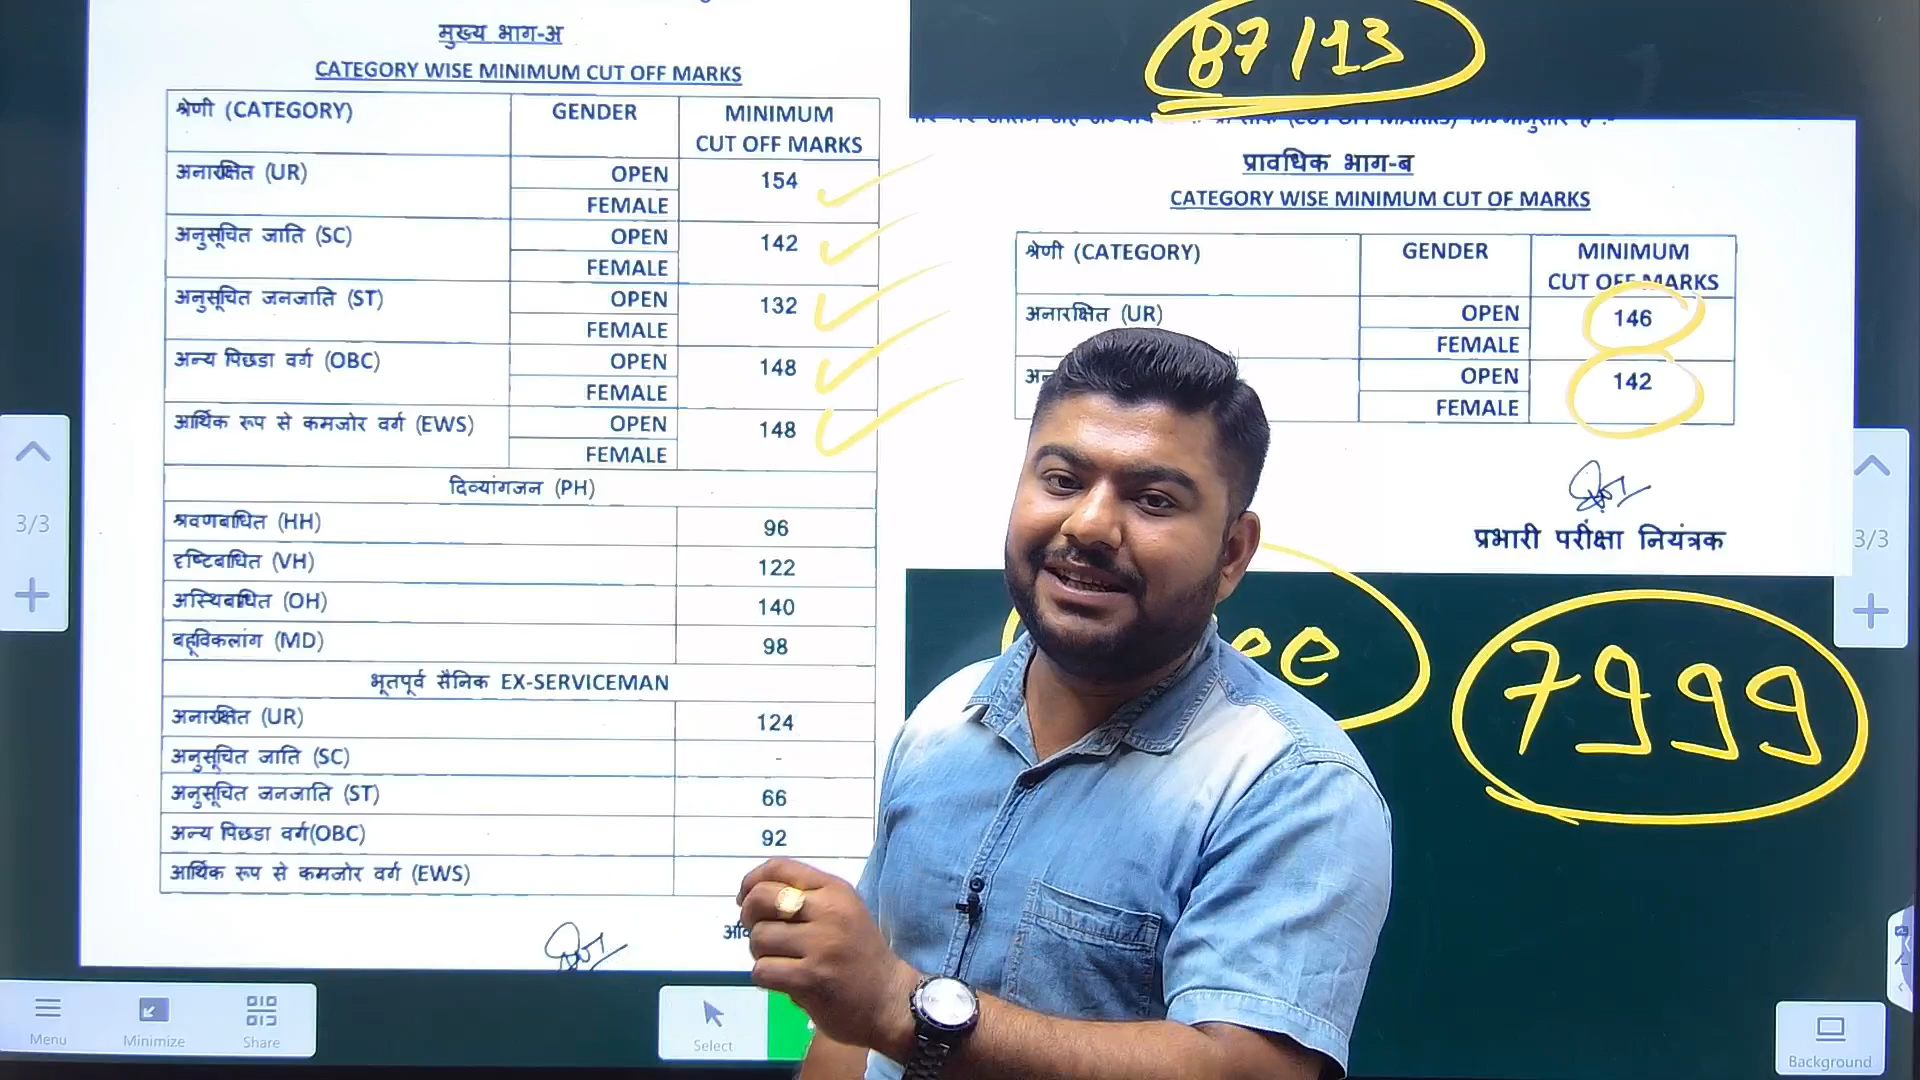 मुख्य भाग-अ
CATEGORY WISE MINIMUM CUT OFF MARKS
श्रेणी (CATEGORY) GENDER MINIMUM CUT OFF MARKS
अनारक्षित (UR) OPEN 154
FEMALE
अनुसूचित जाति (SC) OPEN 142
FEMALE
अनुसूचित जनजाति (ST) OPEN 132
FEMALE
अन्य पिछडा वर्ग (OBC) OPEN 148
FEMALE
आर्थिक रूप से कमजोर वर्ग (EWS) OPEN 148
FEMALE
दिव्यांगजन (PH)
श्रवणबाधित (HH) 96
दृष्टिबाधित (VH) 122
अस्थिबाधित (OH) 140
बहूविकलांग (MD) 98
भूतपूर्व सैनिक EX-SERVICEMAN
अनारक्षित (UR) 124
अनुसूचित जाति (SC) -
अनुसूचित जनजाति (ST) 66
अन्य पिछडा वर्ग(OBC) 92
आर्थिक रूप से कमजोर वर्ग (EWS)
87/13
प्रावधिक भाग-ब
CATEGORY WISE MINIMUM CUT OF MARKS
श्रेणी (CATEGORY) GENDER MINIMUM CUT OFF MARKS
अनारक्षित (UR) OPEN 146
FEMALE
OPEN 142
FEMALE
प्रभारी परीक्षा नियंत्रक
7999
3/3
3/3
Menu
Minimize
Share
Select
Background